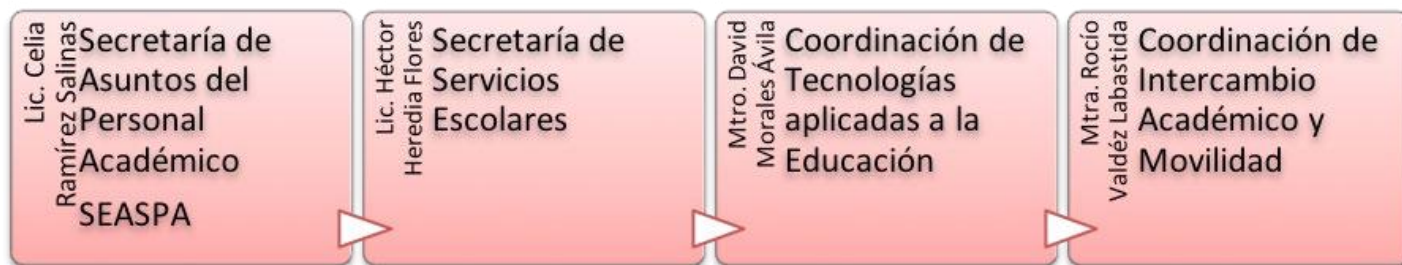 Lic. Celia
Ramírez Salinas
Secretaría de
Asuntos del
Personal
Académico
SEASPA
Lic. Héctor
Heredia Flores
Secretaría de
Servicios
Escolares
Mtro. David
Morales Ávila
Coordinación de
Tecnologías
aplicadas a la
Educación
Mtra. Rocío
Valdéz Labastida
Coordinación de
Intercambio
Académico y
Movilidad